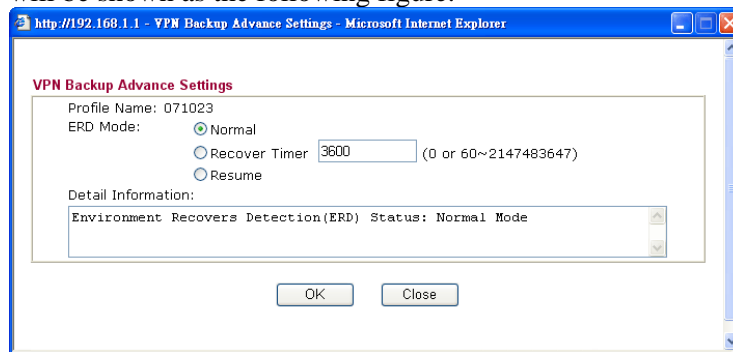 will be shown as the following figure.
http://192.168.1.1 - VPN Backup Advance Settings - Microsoft Internet Explorer
VPN Backup Advance Settings
Profile Name: 071023
ERD Mode:
Normal
Recover Timer 3600 (0 or 60~2147483647)
Resume
Detail Information:
Environment Recovers Detection(ERD) Status: Normal Mode
OK Close